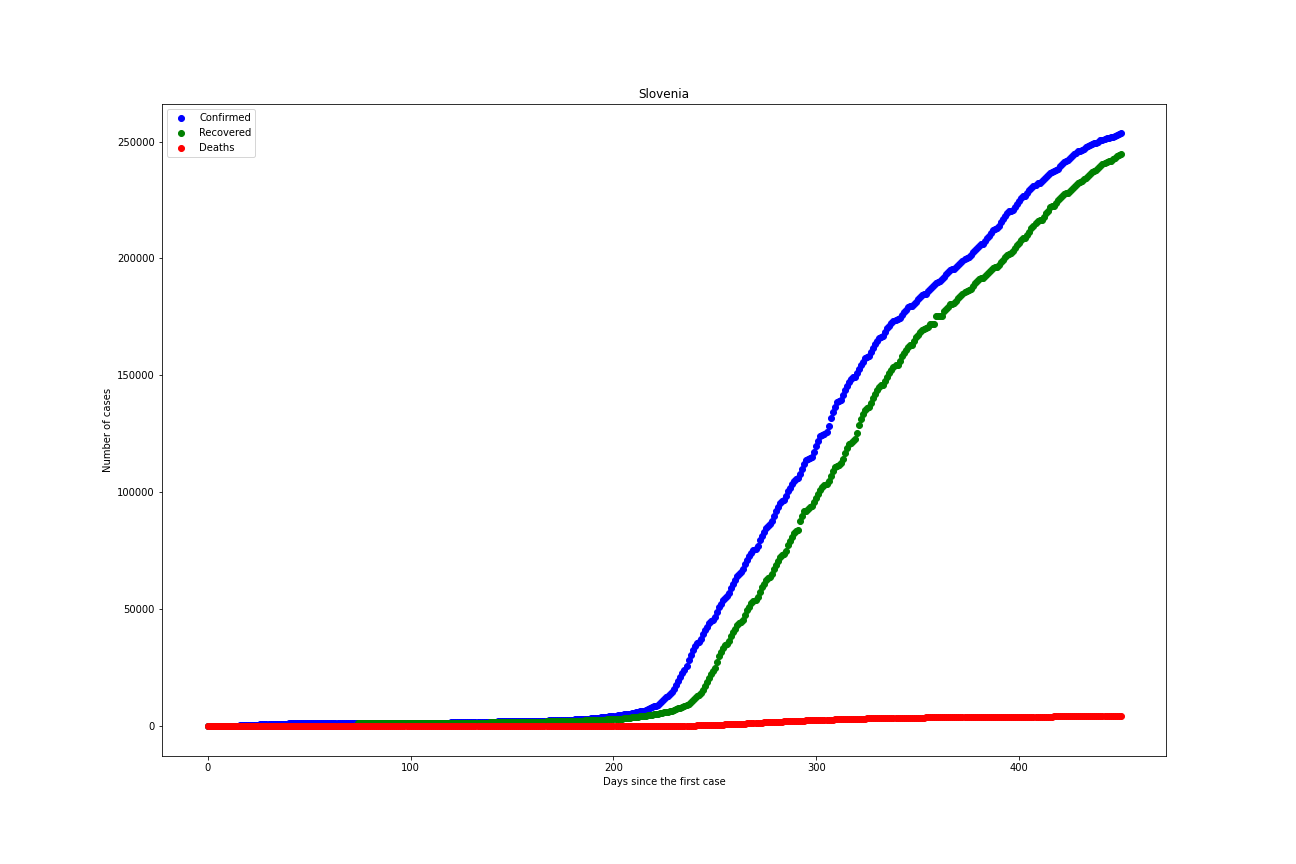 Slovenia
Confirmed
Recovered
Deaths
250000
200000
150000
100000
50000
0
Number of cases
0 100 200 300 400
Days since the first case